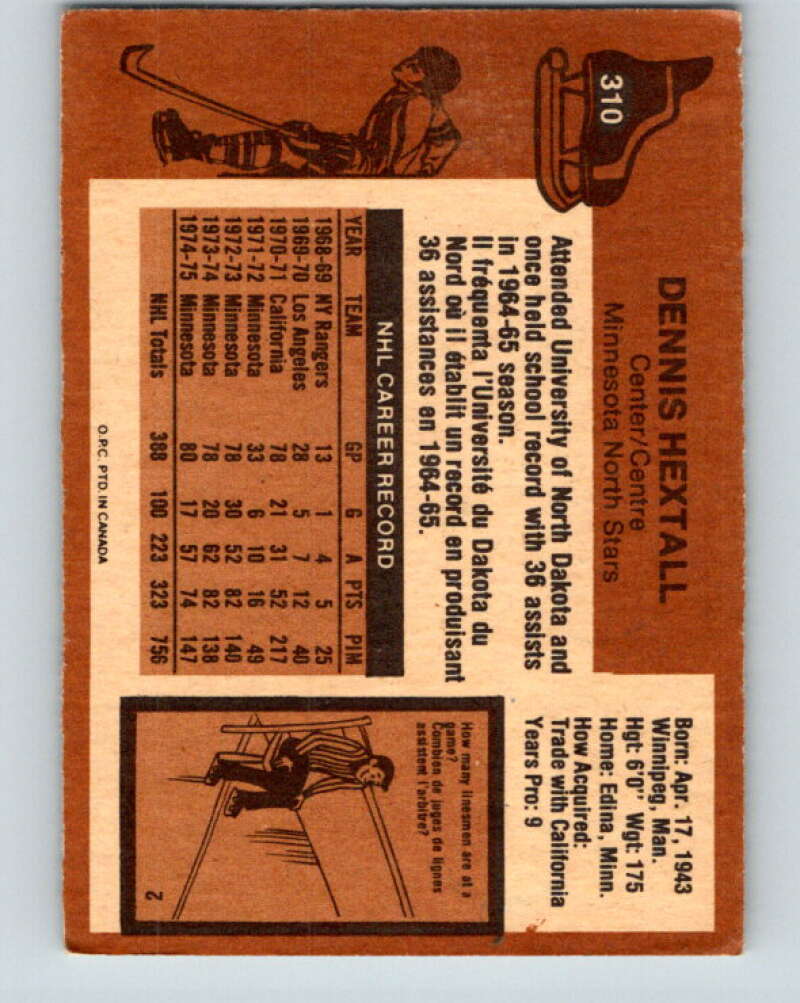 310
DENNIS HEXTALL
Center/Centre
Minnesota North Stars
Born: Apr. 17, 1943
Winnipeg, Man.
Hgt: 6'0" Wgt: 175
Home: Edina, Minn.
How Acquired:
Trade with California
Years Pro: 9
Attended University of North Dakota and
once held school record with 36 assists
in 1964-65 season.
Il fréquenta l'Université du Dakota du
Nord où il établit un record en produisant
36 assistances en 1964-65.
NHL CAREER RECORD
YEAR TEAM GP G A PTS PIM
1968-69 NY Rangers 13 1 4 5 25
1969-70 Los Angeles 28 5 7 12 40
1970-71 California 78 21 31 52 217
1971-72 Minnesota 33 6 10 16 49
1972-73 Minnesota 78 30 52 82 140
1973-74 Minnesota 78 20 62 82 138
1974-75 Minnesota 80 17 57 74 147
NHL Totals 388 100 223 323 756
How many linesmen are at a
game?
Combien de juges de lignes
assistent l'arbitre?
2
O.P.C. PTD. IN CANADA